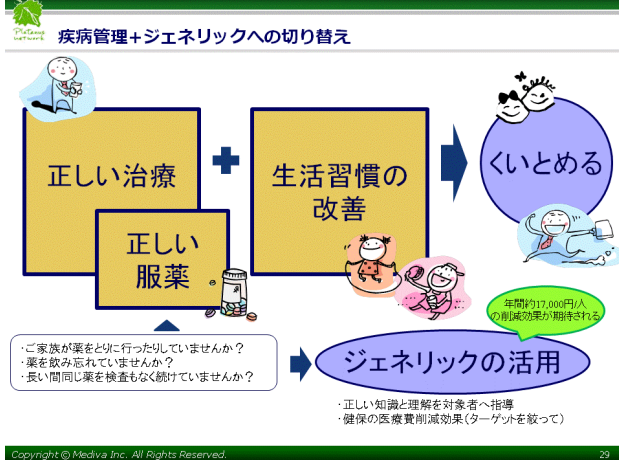 Platanus
network
疾病管理+ジェネリックへの切り替え
正しい治療
正しい
服薬
生活習慣の
改善
くいとめる
年間約17,000円/人
の削減効果が期待される
・ご家族が薬をとりに行ったりしていませんか？
・薬を飲み忘れていませんか？
・長い間同じ薬を検査もなく続けていませんか？
ジェネリックの活用
・正しい知識と理解を対象者へ指導
・健保の医療費削減効果(ターゲットを絞って)
Copyright © Mediva Inc. All Rights Reserved.
29